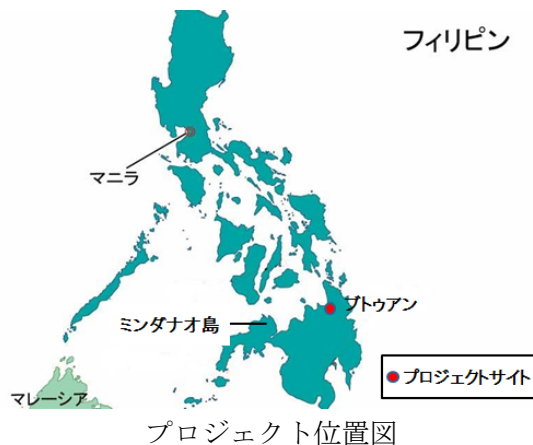 フィリピン
マニラ
ブトゥアン
ミンダナオ島
プロジェクトサイト
マレーシア
プロジェクト位置図